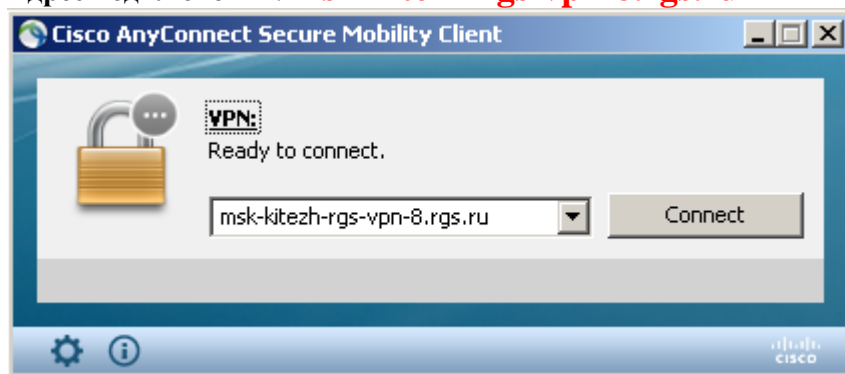 Cisco AnyConnect Secure Mobility Client
VPN:
Ready to connect.
msk-kitezh-rgs-vpn-8.rgs.ru
Connect
cisco